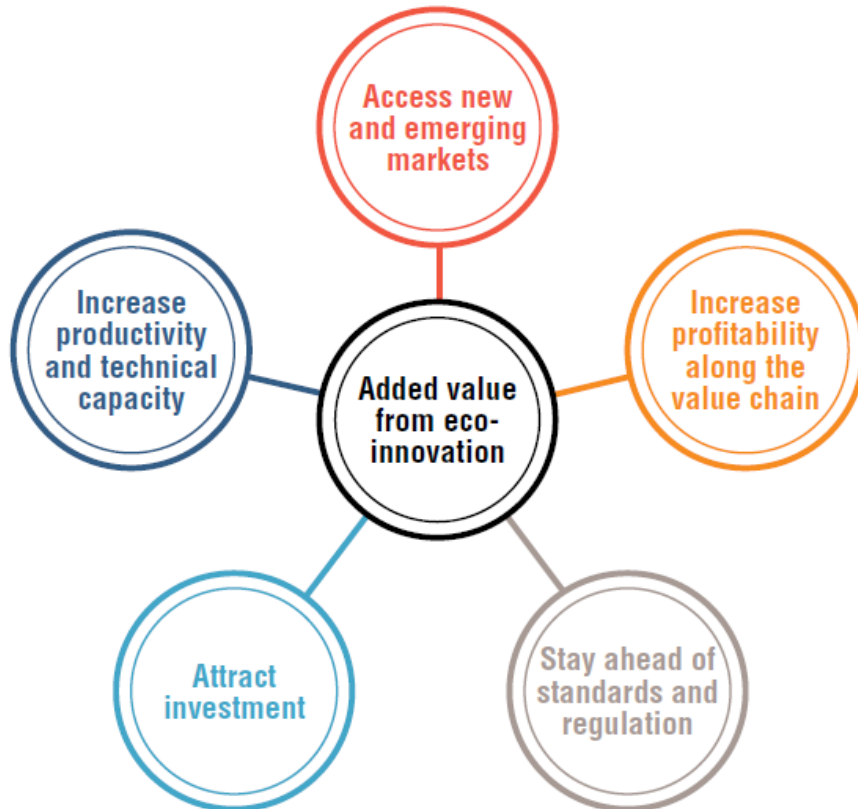 Access new
and emerging
markets
Increase
productivity
and technical
capacity
Increase
profitability
along the
value chain
Added value
from eco-
innovation
Attract
investment
Stay ahead of
standards and
regulation